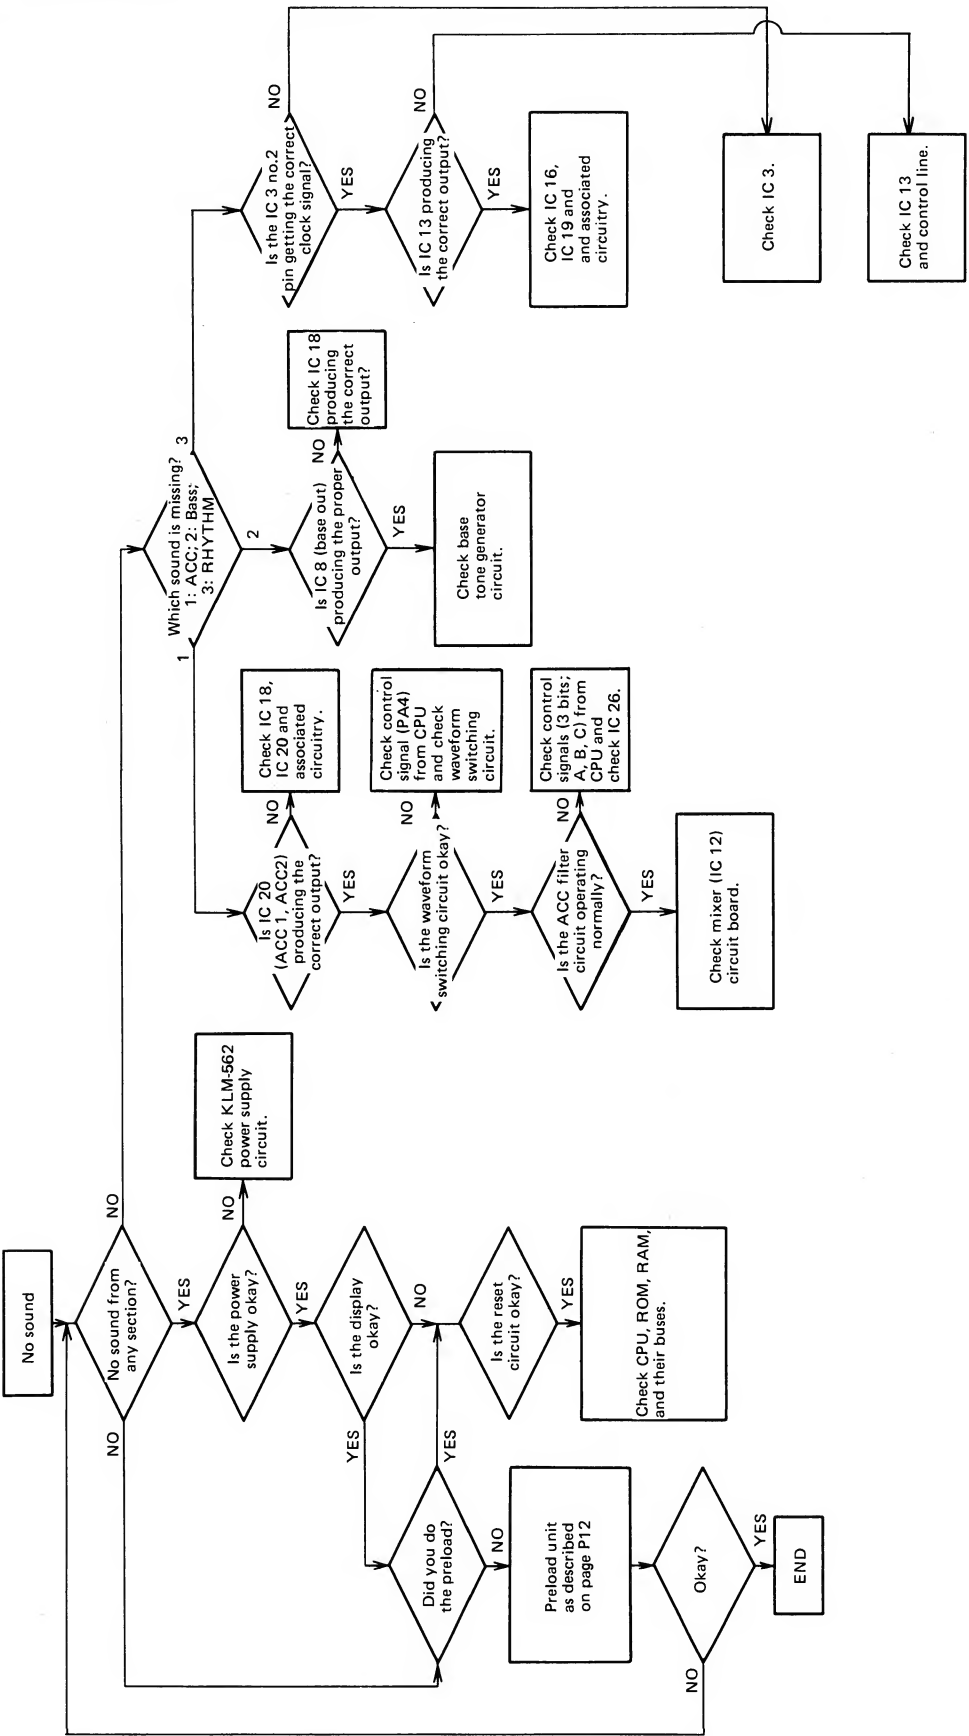 No sound
No sound from
any section?
NO
NO
YES
Is the power
supply okay?
NO
Check KLM-562
power supply
circuit.
YES
Is the display
okay?
YES
NO
Did you do
the preload?
YES
NO
Is the reset
circuit okay?
YES
Check CPU, ROM, RAM,
and their buses.
Preload unit
as described
on page P12
Okay?
NO
YES
END
Which sound is missing?
1: ACC; 2: Bass;
3: RHYTHM
1
2
3
Is IC 20
(ACC 1, ACC2)
producing the
correct output?
NO
Check IC 18,
IC 20 and
associated
circuitry.
YES
Is the waveform
switching circuit okay?
NO
Check control
signal (PA4)
from CPU
and check
waveform
switching
circuit.
YES
Is the ACC filter
circuit operating
normally?
NO
Check control
signals (3 bits;
A, B, C) from
CPU and
check IC 26.
YES
Check mixer (IC 12)
circuit board.
Is IC 8 (base out)
producing the proper
output?
NO
Check IC 18
producing
the correct
output?
YES
Check base
tone generator
circuit.
Is the IC 3 no.2
pin getting the correct
clock signal?
NO
YES
Is IC 13 producing
the correct output?
NO
YES
Check IC 16,
IC 19 and
and associated
circuitry.
Check IC 3.
Check IC 13
and control line.